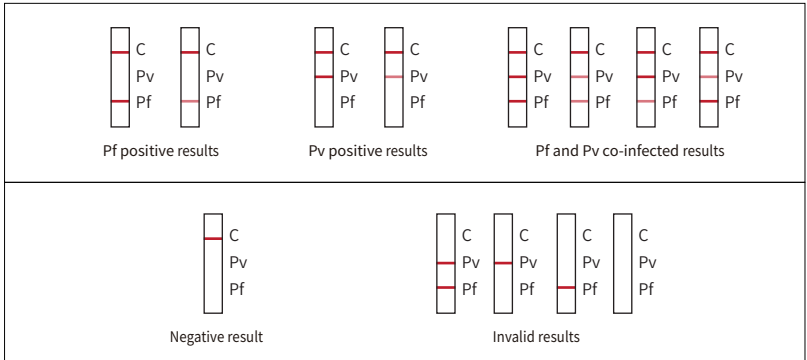 C C C C C C C C
Pv Pv Pv Pv Pv Pv Pv Pv
Pf Pf Pf Pf Pf Pf Pf Pf
Pf positive results Pv positive results Pf and Pv co-infected results
C C C C C
Pv Pv Pv Pv Pv
Pf Pf Pf Pf Pf
Negative result Invalid results